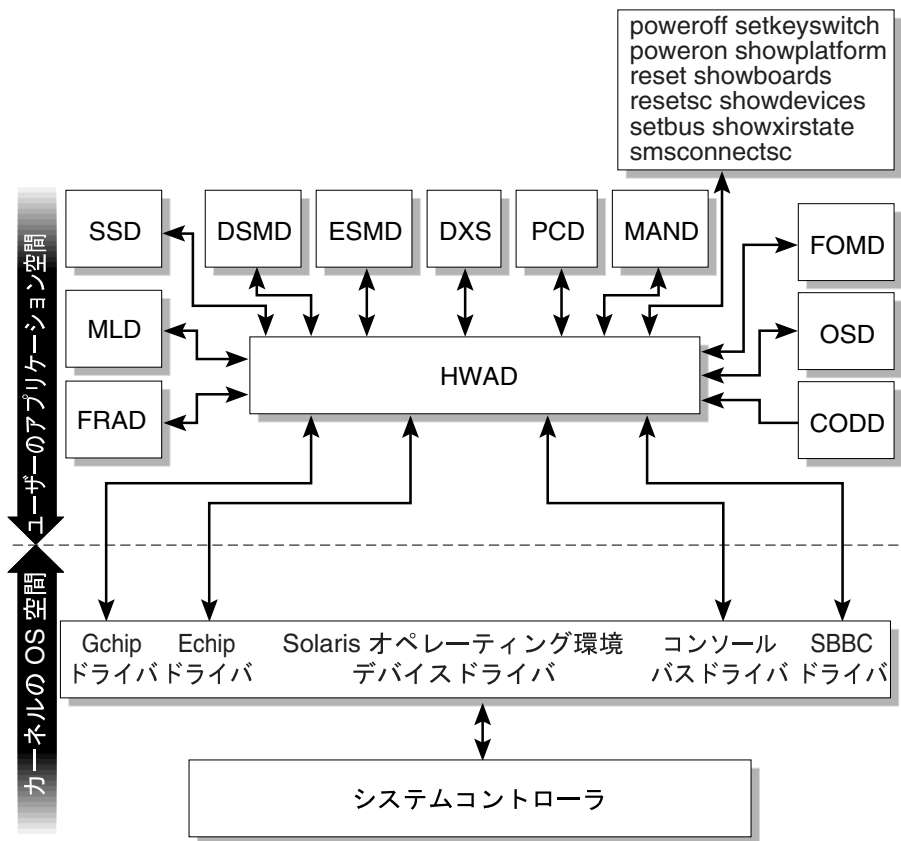 poweroff setkeyswitch
poweron showplatform
reset showboards
resetsc showdevices
setbus showxirstate
smsconnectsc
ユーザーのアプリケーション空間
SSD
DSMD
ESMD
DXS
PCD
MAND
FOMD
MLD
OSD
HWAD
FRAD
CODD
カーネルの OS 空間
Gchip
ドライバ
Echip
ドライバ
Solaris オペレーティング環境
デバイスドライバ
コンソール
バスドライバ
SBBC
ドライバ
システムコントローラ